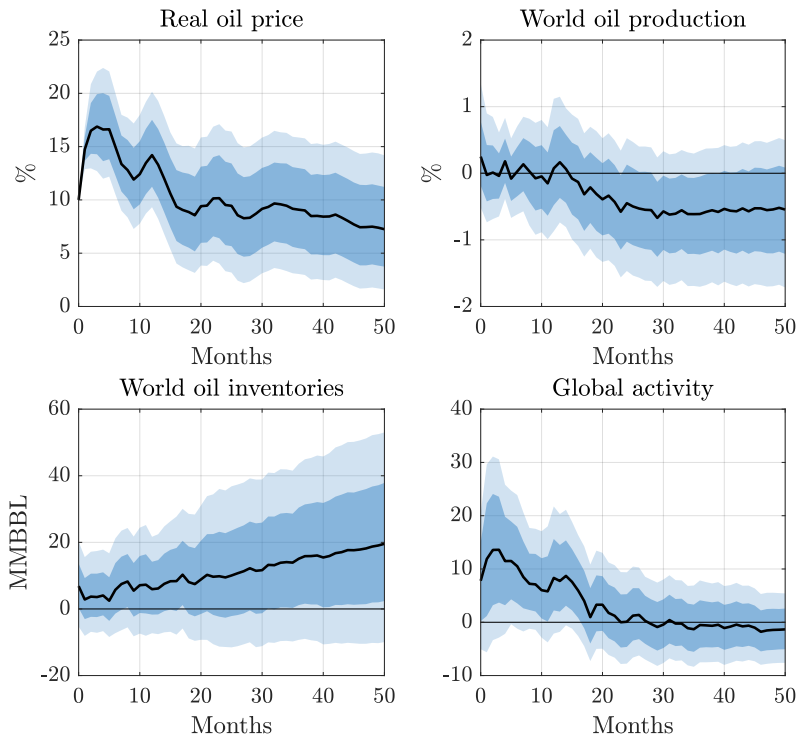 Real oil price
25
20
15
10
5
0
%
0 10 20 30 40 50
Months
World oil production
2
1
0
-1
-2
%
0 10 20 30 40 50
Months
World oil inventories
60
40
20
0
-20
MMBBL
0 10 20 30 40 50
Months
Global activity
40
30
20
10
0
-10
0 10 20 30 40 50
Months